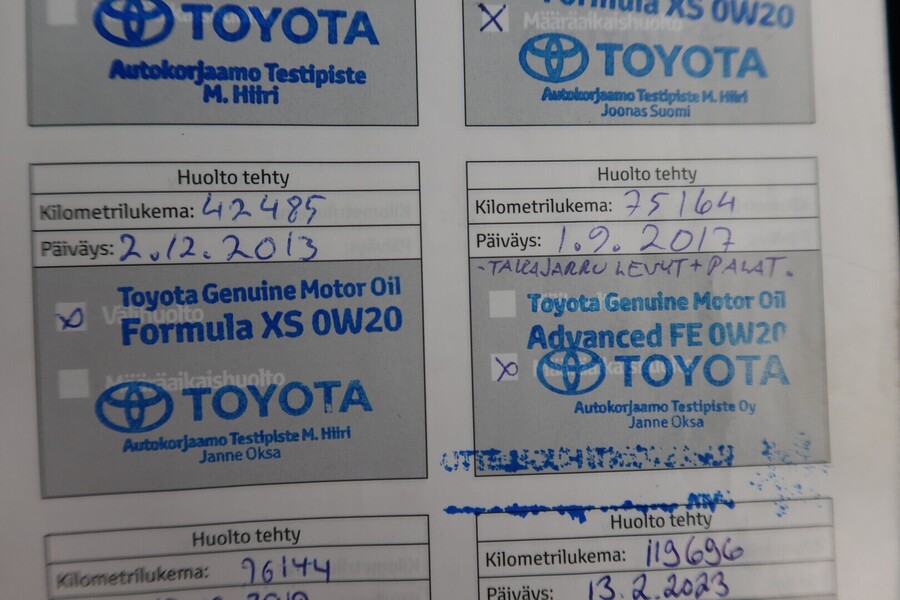 TOYOTA
Autokorjaamo Testipiste
M. Hiiri
Formula XS 0W20
Määräaikaishuolto
TOYOTA
Autokorjaamo Testipiste M. Hiiri
Joonas Suomi
Huolto tehty
Kilometrilukema: 42485
Päiväys: 2.12.2013
Toyota Genuine Motor Oil
Välihuolto
Formula XS 0W20
Määräaikaishuolto
TOYOTA
Autokorjaamo Testipiste M. Hiiri
Janne Oksa
Huolto tehty
Kilometrilukema: 75164
Päiväys: 1.9.2017
-TAKAJARRU LEVYT + PALAT.
Toyota Genuine Motor Oil
Advanced FE 0W20
TOYOTA
Autokorjaamo Testipiste Oy
Janne Oksa
Huolto tehty
Kilometrilukema: 76144
Huolto tehty
Kilometrilukema: 119696
Päiväys: 13.2.2023